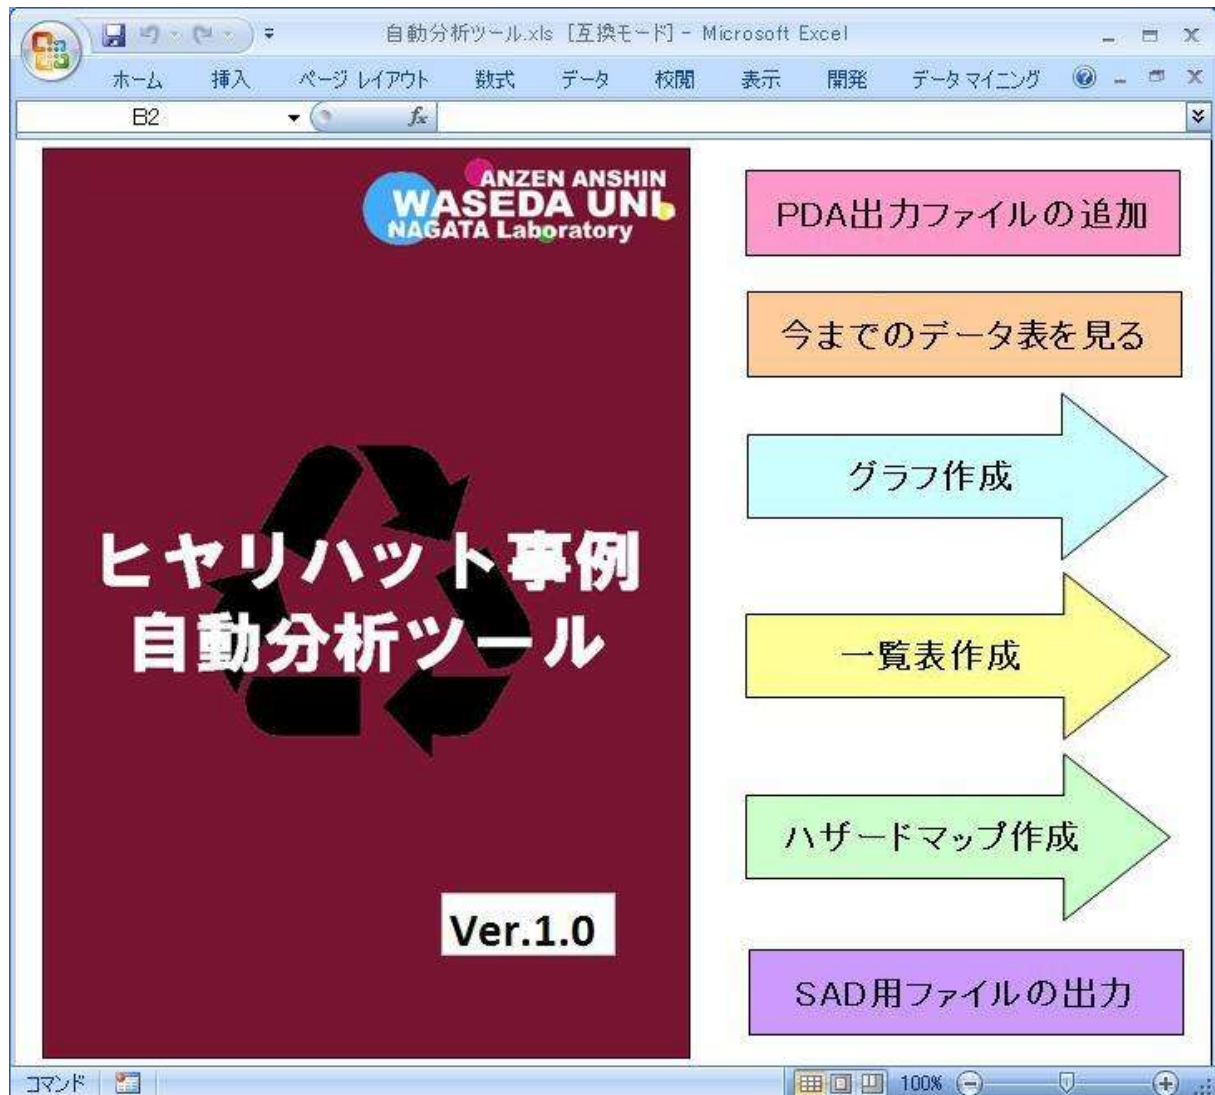 自動分析ツール.xls [互換モード] - Microsoft Excel
ホーム 挿入 ページ レイアウト 数式 データ 校閲 表示 開発 データ マイニング
B2 fx
ANZEN ANSHIN
WASEDA UNI.
NAGATA Laboratory
ヒヤリハット事例
自動分析ツール
Ver.1.0
PDA出力ファイルの追加
今までのデータ表を見る
グラフ作成
一覧表作成
ハザードマップ作成
SAD用ファイルの出力
コマンド 100%